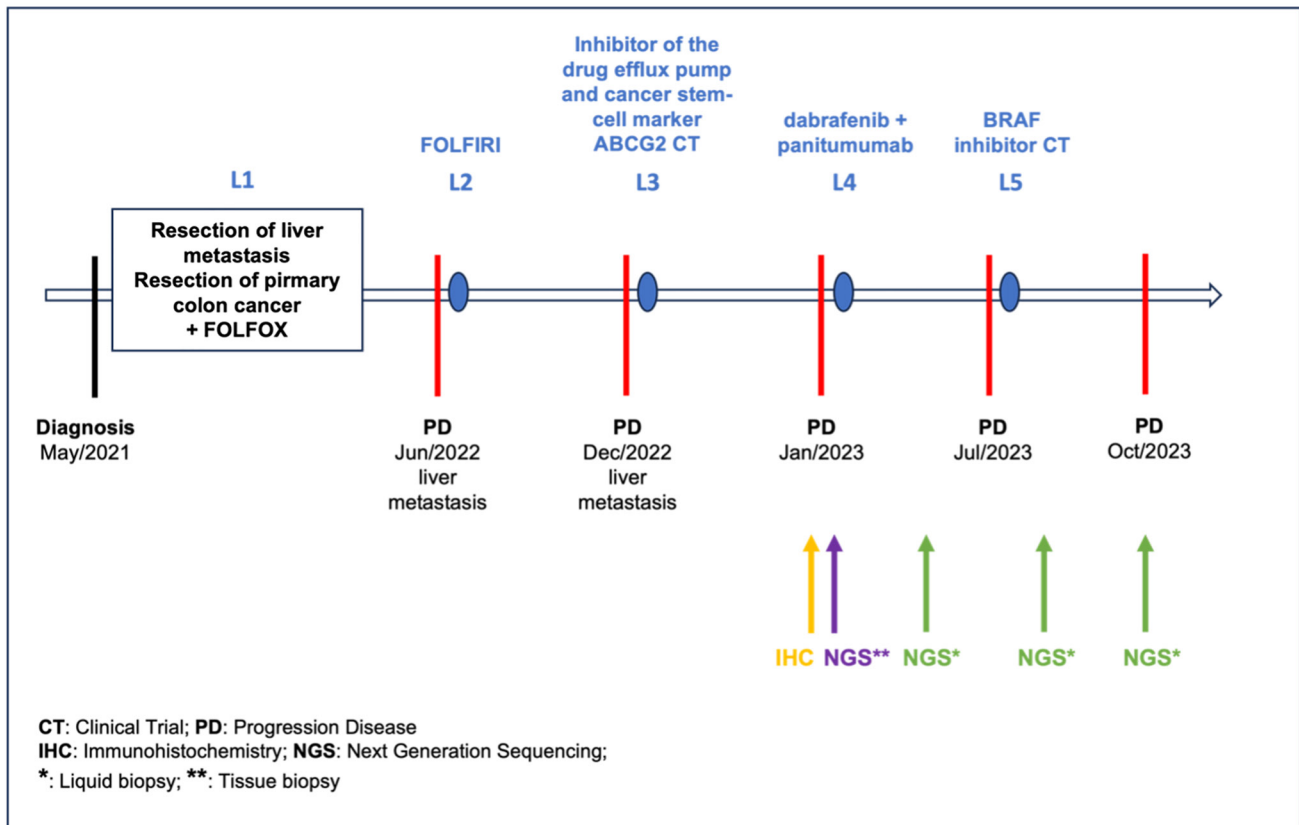 Inhibitor of the
drug efflux pump
and cancer stem-
cell marker
ABCG2 CT
FOLFIRI
dabrafenib +
panitumumab
BRAF
inhibitor CT
L1
L2
L3
L4
L5
Resection of liver
metastasis
Resection of pirmary
colon cancer
+ FOLFOX
Diagnosis
May/2021
PD
Jun/2022
liver
metastasis
PD
Dec/2022
liver
metastasis
PD
Jan/2023
PD
Jul/2023
PD
Oct/2023
IHC
NGS**
NGS*
NGS*
NGS*
CT: Clinical Trial; PD: Progression Disease
IHC: Immunohistochemistry; NGS: Next Generation Sequencing;
*: Liquid biopsy; **: Tissue biopsy